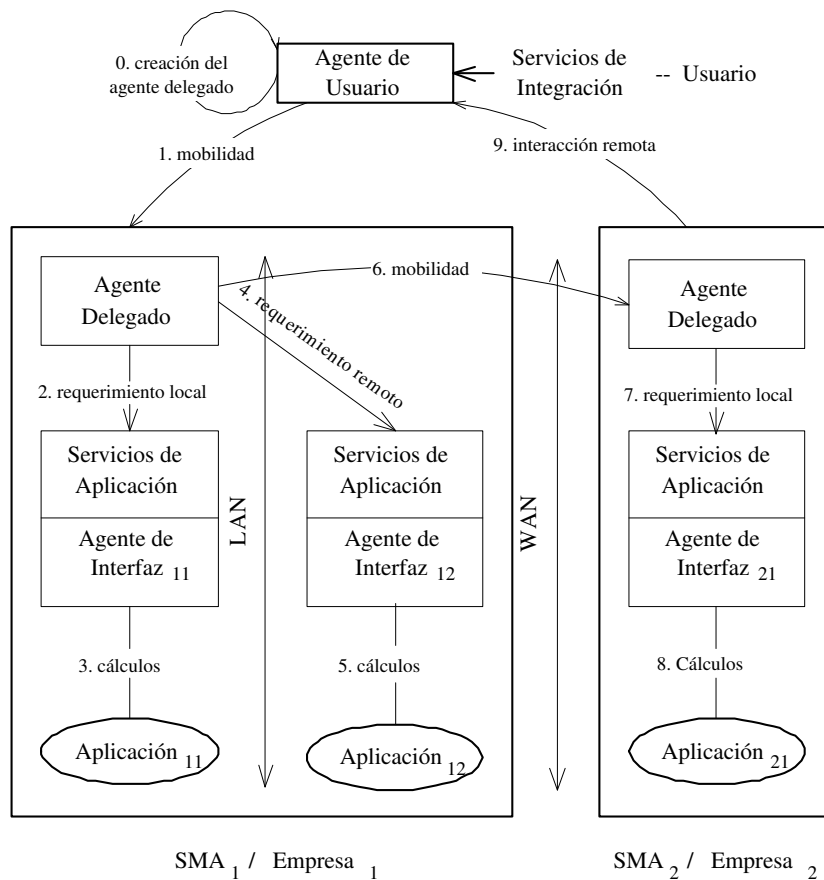 0. creación del
agente delegado
Agente de
Usuario
Servicios de
Integración
-- Usuario
1. mobilidad
9. interacción remota
Agente
Delegado
6. mobilidad
4. requerimiento remoto
Agente
Delegado
2. requerimiento local
7. requerimiento local
Servicios de
Aplicación
Agente de
Interfaz 11
LAN
Servicios de
Aplicación
Agente de
Interfaz 12
WAN
Servicios de
Aplicación
Agente de
Interfaz 21
3. cálculos
5. cálculos
8. Cálculos
Aplicación 11
Aplicación 12
Aplicación 21
SMA 1 / Empresa 1
SMA 2 / Empresa 2